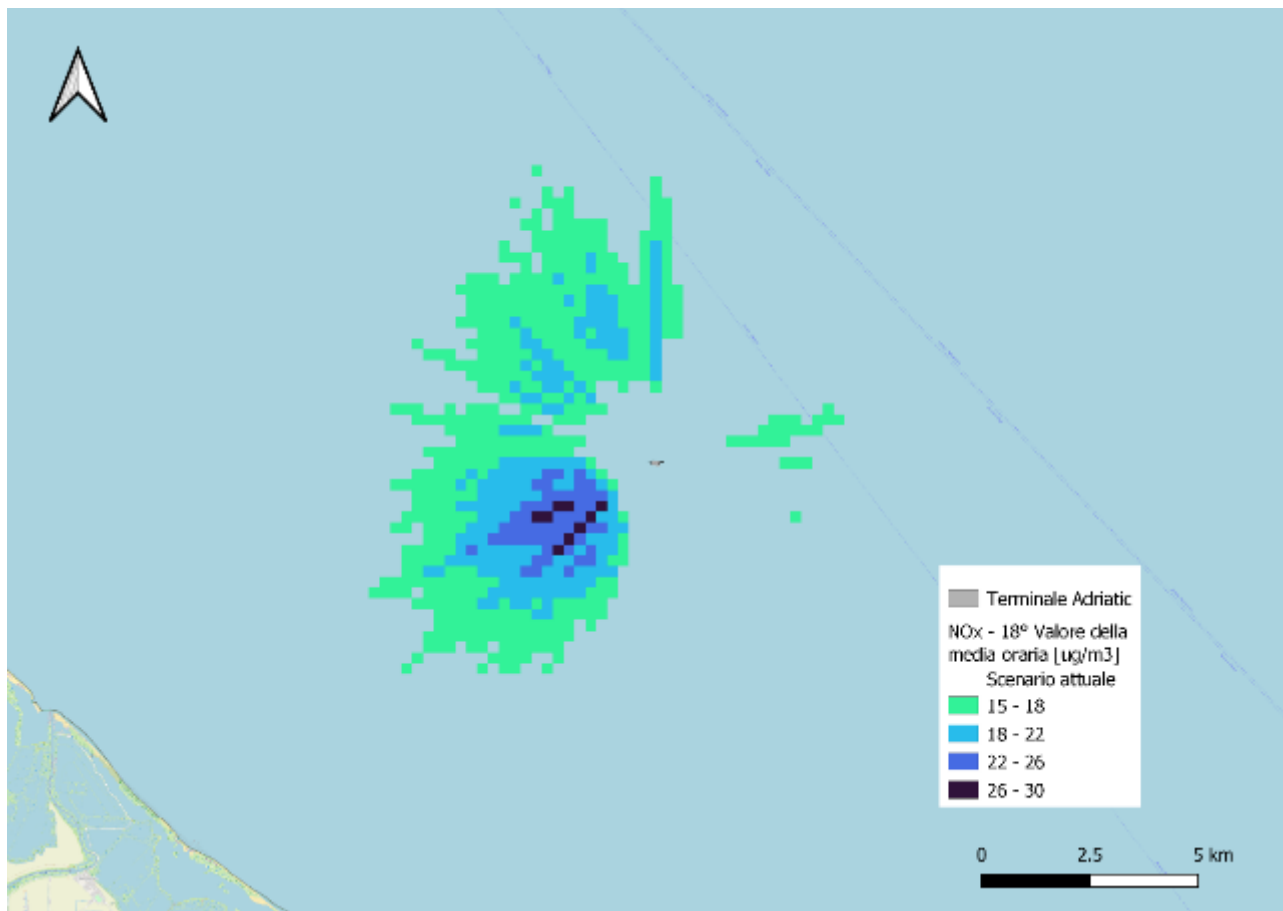 Terminale Adriatic
NOx - 18° Valore della
media oraria [ug/m3]
Scenario attuale
15 - 18
18 - 22
22 - 26
26 - 30
0 2.5 5 km